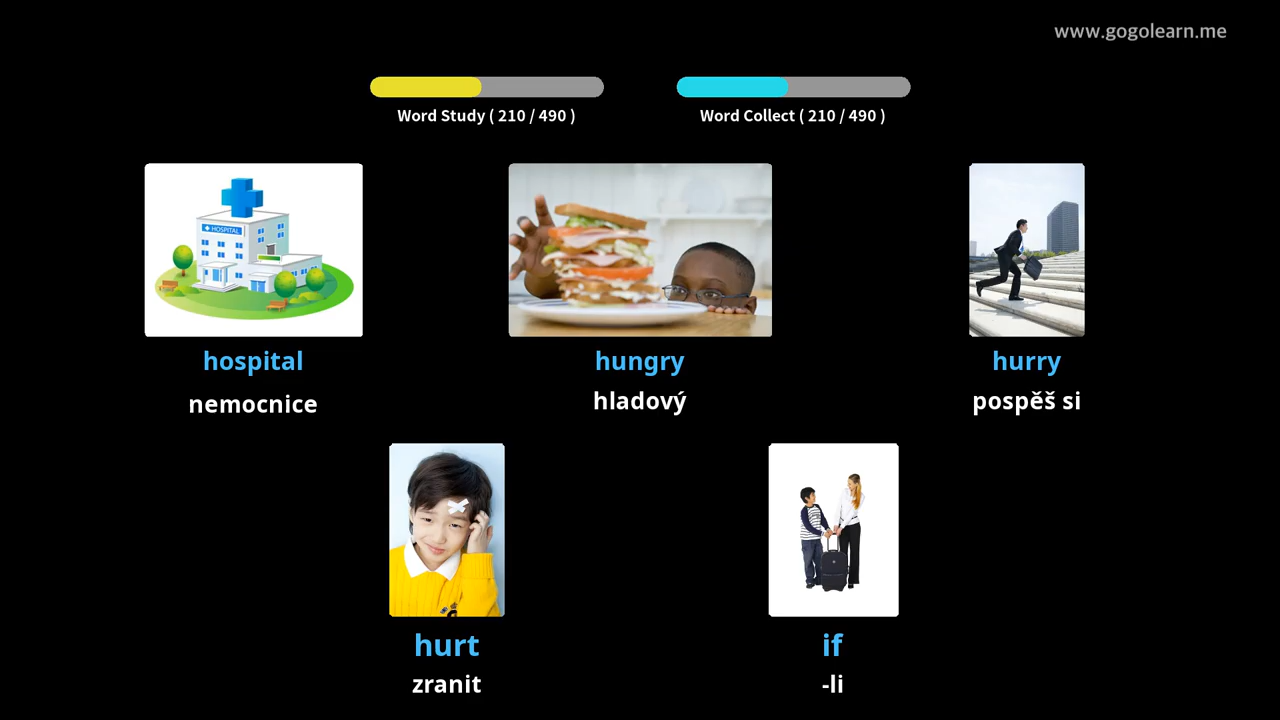 www.gogolearn.me
Word Study ( 210 / 490 )
Word Collect ( 210 / 490 )
HOSPITAL
hospital
hungry
hurry
nemocnice
hladový
pospěš si
hurt
if
zranit
-li